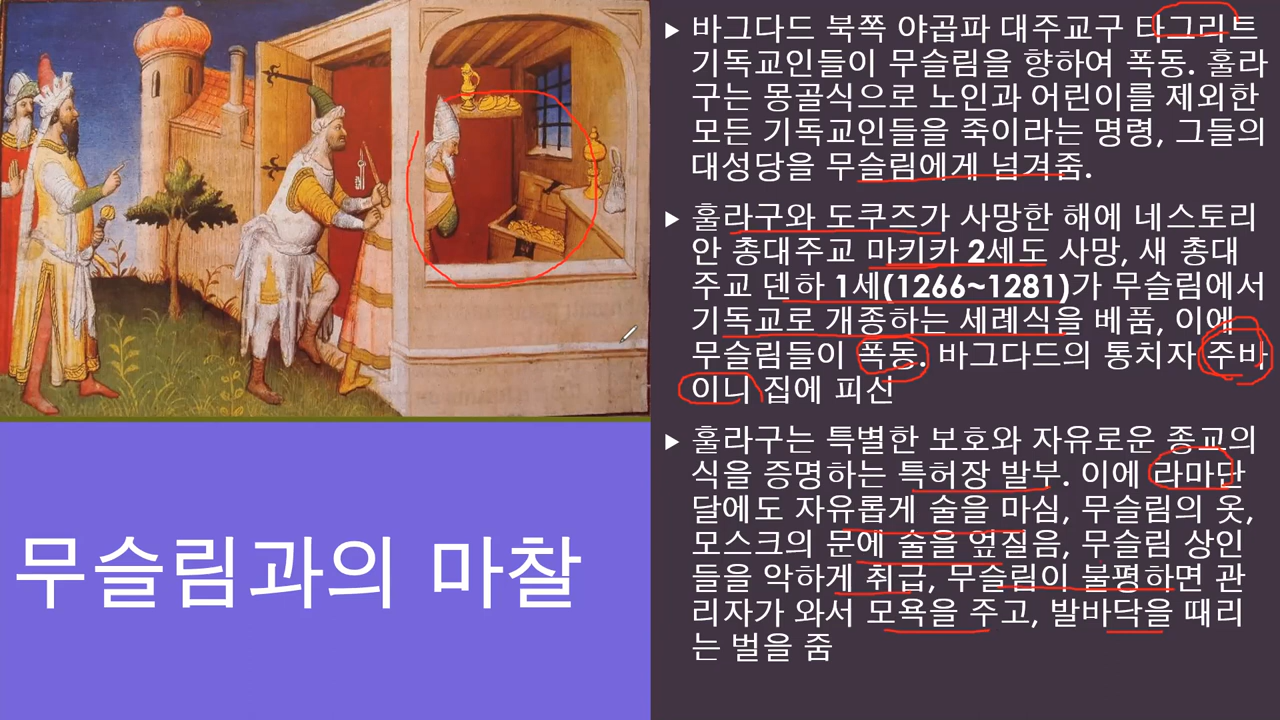 바그다드 북쪽 야곱파 대주교구 타그리트
기독교인들이 무슬림을 향하여 폭동. 훌라
구는 몽골식으로 노인과 어린이를 제외한
모든 기독교인들을 죽이라는 명령, 그들의
대성당을 무슬림에게 넘겨줌.
훌라구와 도쿠즈가 사망한 해에 네스토리
안 총대주교 마키카 2세도 사망, 새 총대
주교 덴하 1세(1266~1281)가 무슬림에서
기독교로 개종하는 세례식을 베품, 이에
무슬림들이 폭동. 바그다드의 통치자 주바
이니 집에 피신
훌라구는 특별한 보호와 자유로운 종교의
식을 증명하는 특허장 발부. 이에 라마단
달에도 자유롭게 술을 마심, 무슬림의 옷,
모스크의 문에 술을 엎질음, 무슬림 상인
들을 악하게 취급, 무슬림이 불평하면 관
리자가 와서 모욕을 주고, 발바닥을 때리
는 벌을 줌
무슬림과의 마찰